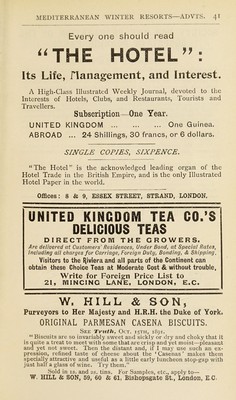 MEDITERRANEAN WINTER RESORTS—ADVTS. 41
Every one should read
"THE HOTEL":
Its Life, Management, and Interest.
A High-Class Illustrated Weekly Journal, devoted to the
Interests of Hotels, Clubs, and Restaurants, Tourists and
Travellers.
Subscription—One Year.
UNITED KINGDOM ... ... ... One Guinea.
ABROAD ... 24 Shillings, 30 francs, or 6 dollars.
SINGLE COPIES, SIXPENCE.
"The Hotel" is the acknowledged leading organ of the
Hotel Trade in the British Empire, and is the only Illustrated
Hotel Paper in the world.
Offices: 8 & 9, ESSEX STREET, STRAND, LONDON.
UNITED KINGDOM TEA CO.'S
DELICIOUS TEAS
DIRECT FROM THE GROWERS.
Are delivered at Customers' Residences, Under Bond, at Special Rates,
including all charges for Carriage, Foreign Duty, Bonding, & Shipping.
Visitors to the Riviera and all parts of the Continent can
obtain these Choice Teas at Moderate Cost & without trouble.
Write for Foreign Price List to
21, MINCING LANE, LONDON, E.C.
W. HILL & SON,
Purveyors to Her Majesty and H.R.H. the Duke of York.
ORIGINAL PARMESAN CASENA BISCUITS.
SEE Truth, Oct. 15th, 1891.
"Biscuits are so invariably sweet and sickly or dry and choky that it
is quite a treat to meet with some that are crisp and yet moist—pleasant
and yet not sweet. Then the distant and, if I may use such an ex-
pression, refined taste of cheese about the "Casenas" makes them
specially attractive and useful as a little early luncheon stop-gap with
a half glass of wine. Try them."
Sold in 1s. and 2s. tins. For Samples, etc., apply to—
W. HILL & SON, 59, 60 & 61, Bishopsgate St., London, E.C.